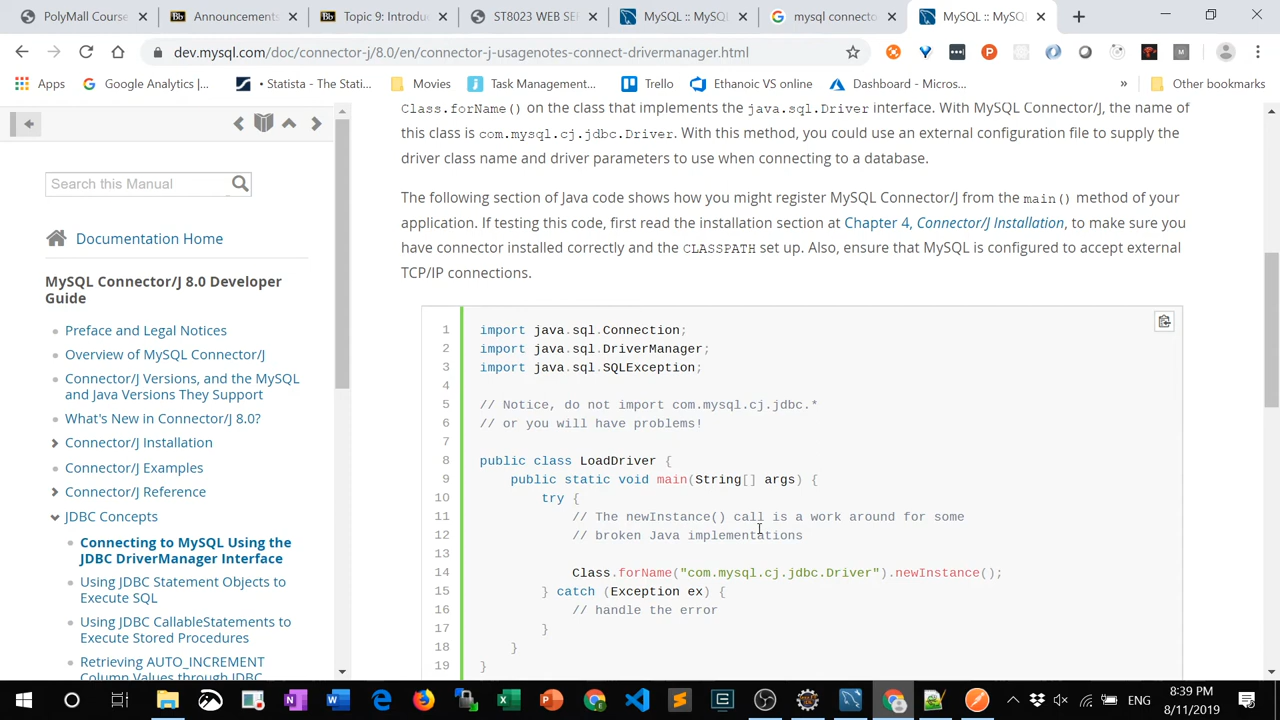 PolyMall Course
Announcements
Topic 9: Introdu
ST0023 WEB SE
MySQL :: MyS
mysql connecto
MySQL :: MySQ
dev.mysql.com/doc/connector-j/8.0/en/connector-j-usagenotes-connect-drivermanager.html
Apps
Google Analytics |...
• Statista - The Stati...
Movies
Task Management...
Trello
Ethanoic VS online
Dashboard - Micros...
»
Other bookmarks
Search this Manual
Documentation Home
MySQL Connector/J 8.0 Developer
Guide
Preface and Legal Notices
Overview of MySQL Connector/J
Connector/J Versions, and the MySQL
and Java Versions They Support
What's New in Connector/J 8.0?
Connector/J Installation
Connector/J Examples
Connector/J Reference
JDBC Concepts
Connecting to MySQL Using the
JDBC DriverManager Interface
Using JDBC Statement Objects to
Execute SQL
Using JDBC CallableStatements to
Execute Stored Procedures
Retrieving AUTO_INCREMENT
Column Values through JDBC
Class.forName() on the class that implements the java.sql.Driver interface. With MySQL Connector/J, the name
of this class is com.mysql.cj.jdbc.Driver. With this method, you could use an external configuration file to supply the
driver class name and driver parameters to use when connecting to a database.
The following section of Java code shows how you might register MySQL Connector/J from the main() method of your
application. If testing this code, first read the installation section at Chapter 4, Connector/J Installation, to make sure you
have connector installed correctly and the CLASSPATH set up. Also, ensure that MySQL is configured to accept external
TCP/IP connections.
1 import java.sql.Connection;
2 import java.sql.DriverManager;
3 import java.sql.SQLException;
4
5 // Notice, do not import com.mysql.cj.jdbc.*
6 // or you will have problems!
7
8 public class LoadDriver {
9 public static void main(String[] args) {
10 try {
11 // The newInstance() call is a work around for some
12 // broken Java implementations
13
14 Class.forName("com.mysql.cj.jdbc.Driver").newInstance();
15 } catch (Exception ex) {
16 // handle the error
17 }
18 }
19 }
ENG
8:39 PM
8/11/2019